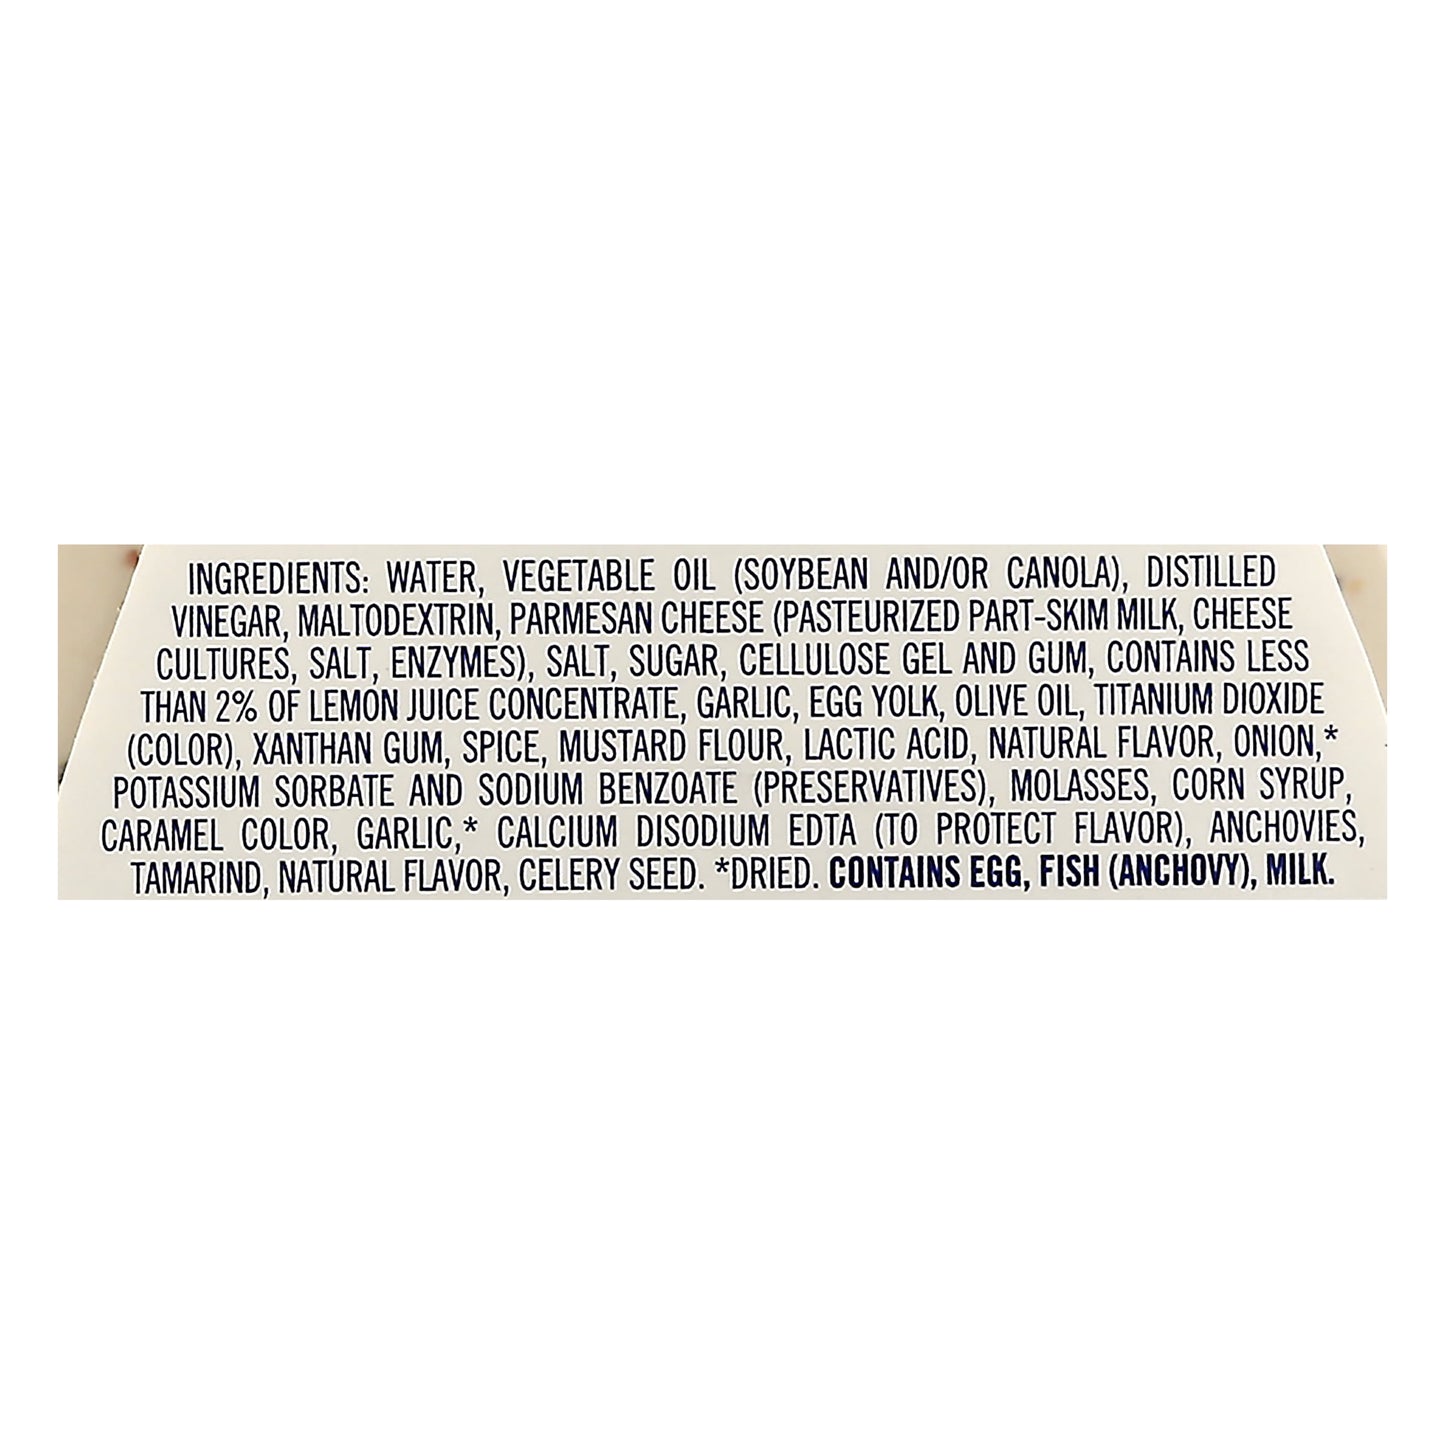 INGREDIENTS: WATER, VEGETABLE OIL (SOYBEAN AND/OR CANOLA), DISTILLED
VINEGAR, MALTODEXTRIN, PARMESAN CHEESE (PASTEURIZED PART-SKIM MILK, CHEESE
CULTURES, SALT, ENZYMES), SALT, SUGAR, CELLULOSE GEL AND GUM, CONTAINS LESS
THAN 2% OF LEMON JUICE CONCENTRATE, GARLIC, EGG YOLK, OLIVE OIL, TITANIUM DIOXIDE
(COLOR), XANTHAN GUM, SPICE, MUSTARD FLOUR, LACTIC ACID, NATURAL FLAVOR, ONION,*
POTASSIUM SORBATE AND SODIUM BENZOATE (PRESERVATIVES), MOLASSES, CORN SYRUP,
CARAMEL COLOR, GARLIC,* CALCIUM DISODIUM EDTA (TO PROTECT FLAVOR), ANCHOVIES,
TAMARIND, NATURAL FLAVOR, CELERY SEED. *DRIED. CONTAINS EGG, FISH (ANCHOVY), MILK.